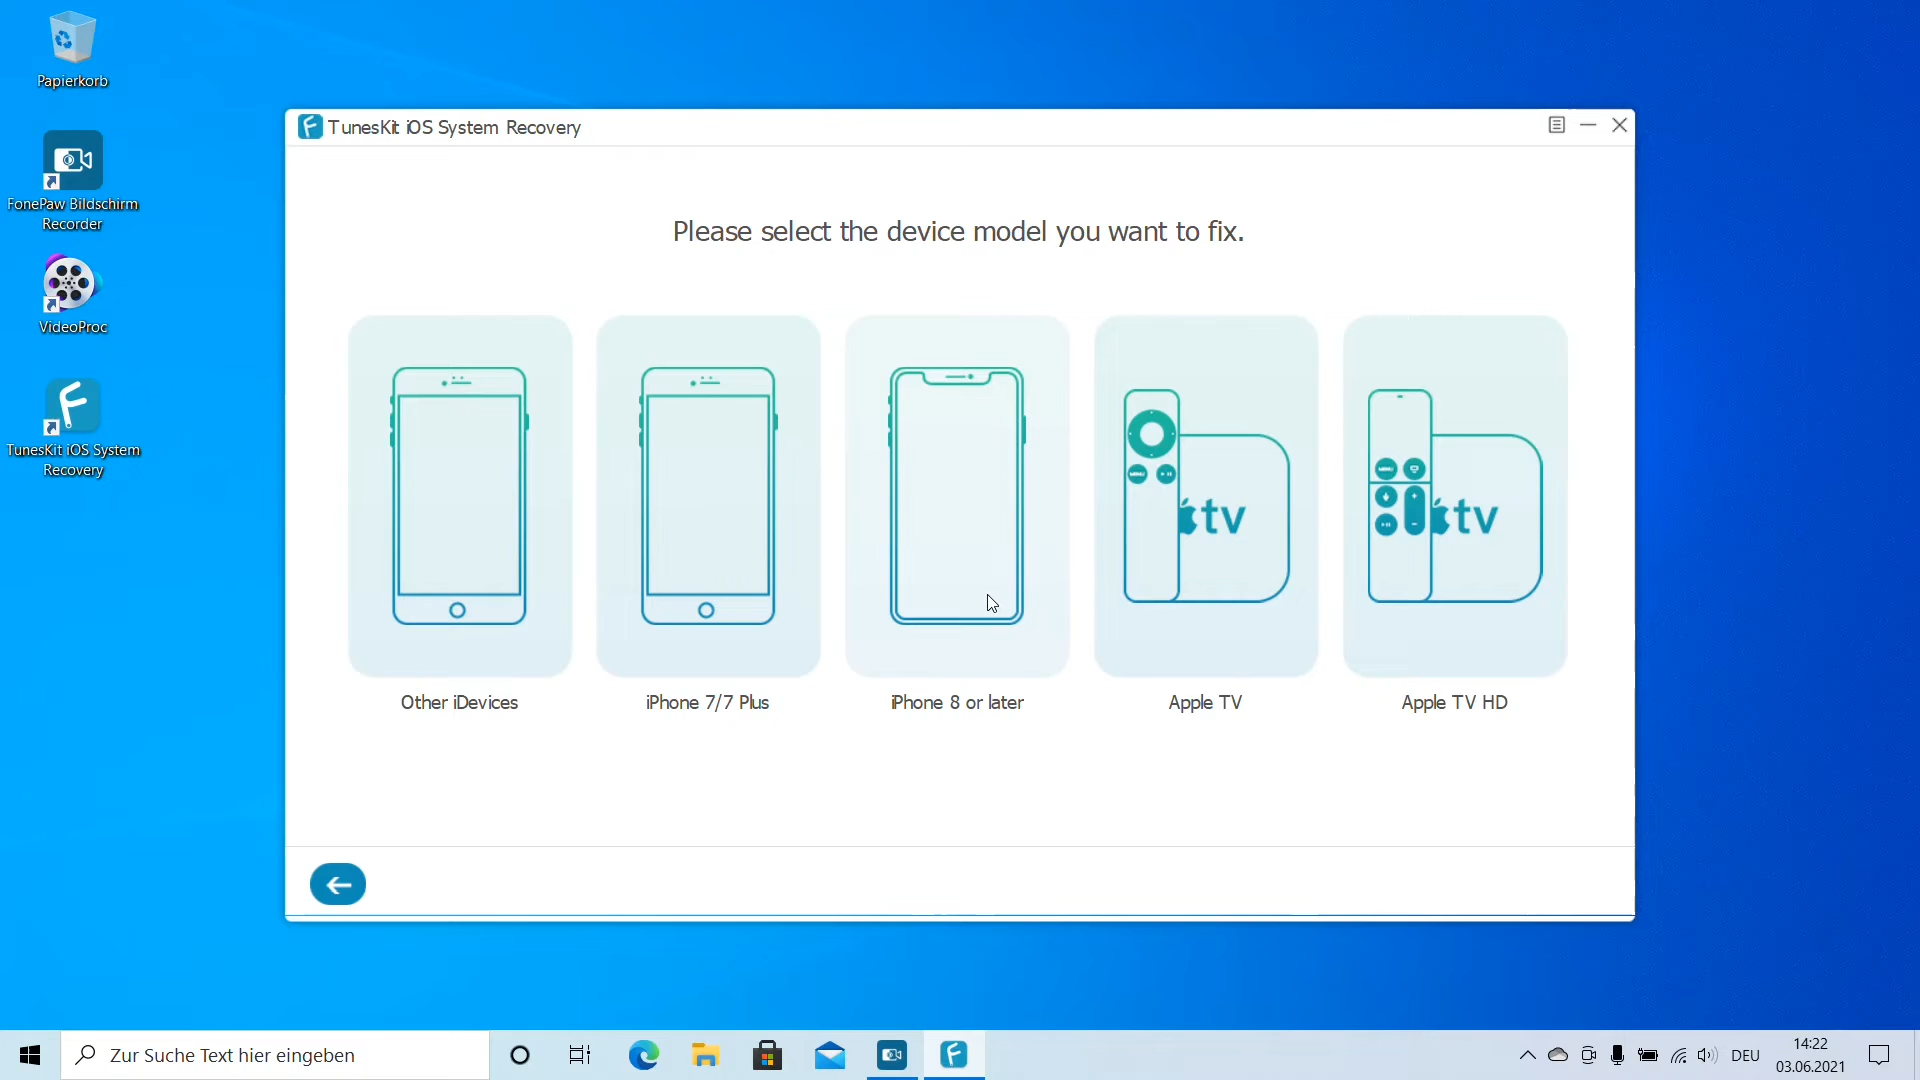 Papierkorb
FonePaw Bildschirm
Recorder
VideoProc
TunesKit iOS System
Recovery
TunesKit iOS System Recovery
Please select the device model you want to fix.
MENU
tv
MENU
tv
Other iDevices
iPhone 7/7 Plus
iPhone 8 or later
Apple TV
Apple TV HD
Zur Suche Text hier eingeben
DEU
14:22
03.06.2021